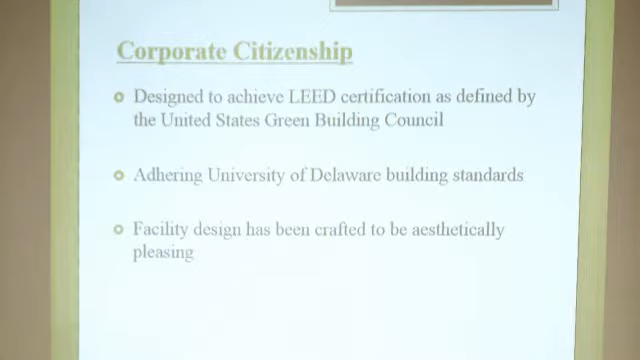 Corporate Citizenship
Designed to achieve LEED certification as defined by
the United States Green Building Council
Adhering University of Delaware building standards
Facility design has been crafted to be aesthetically
pleasing